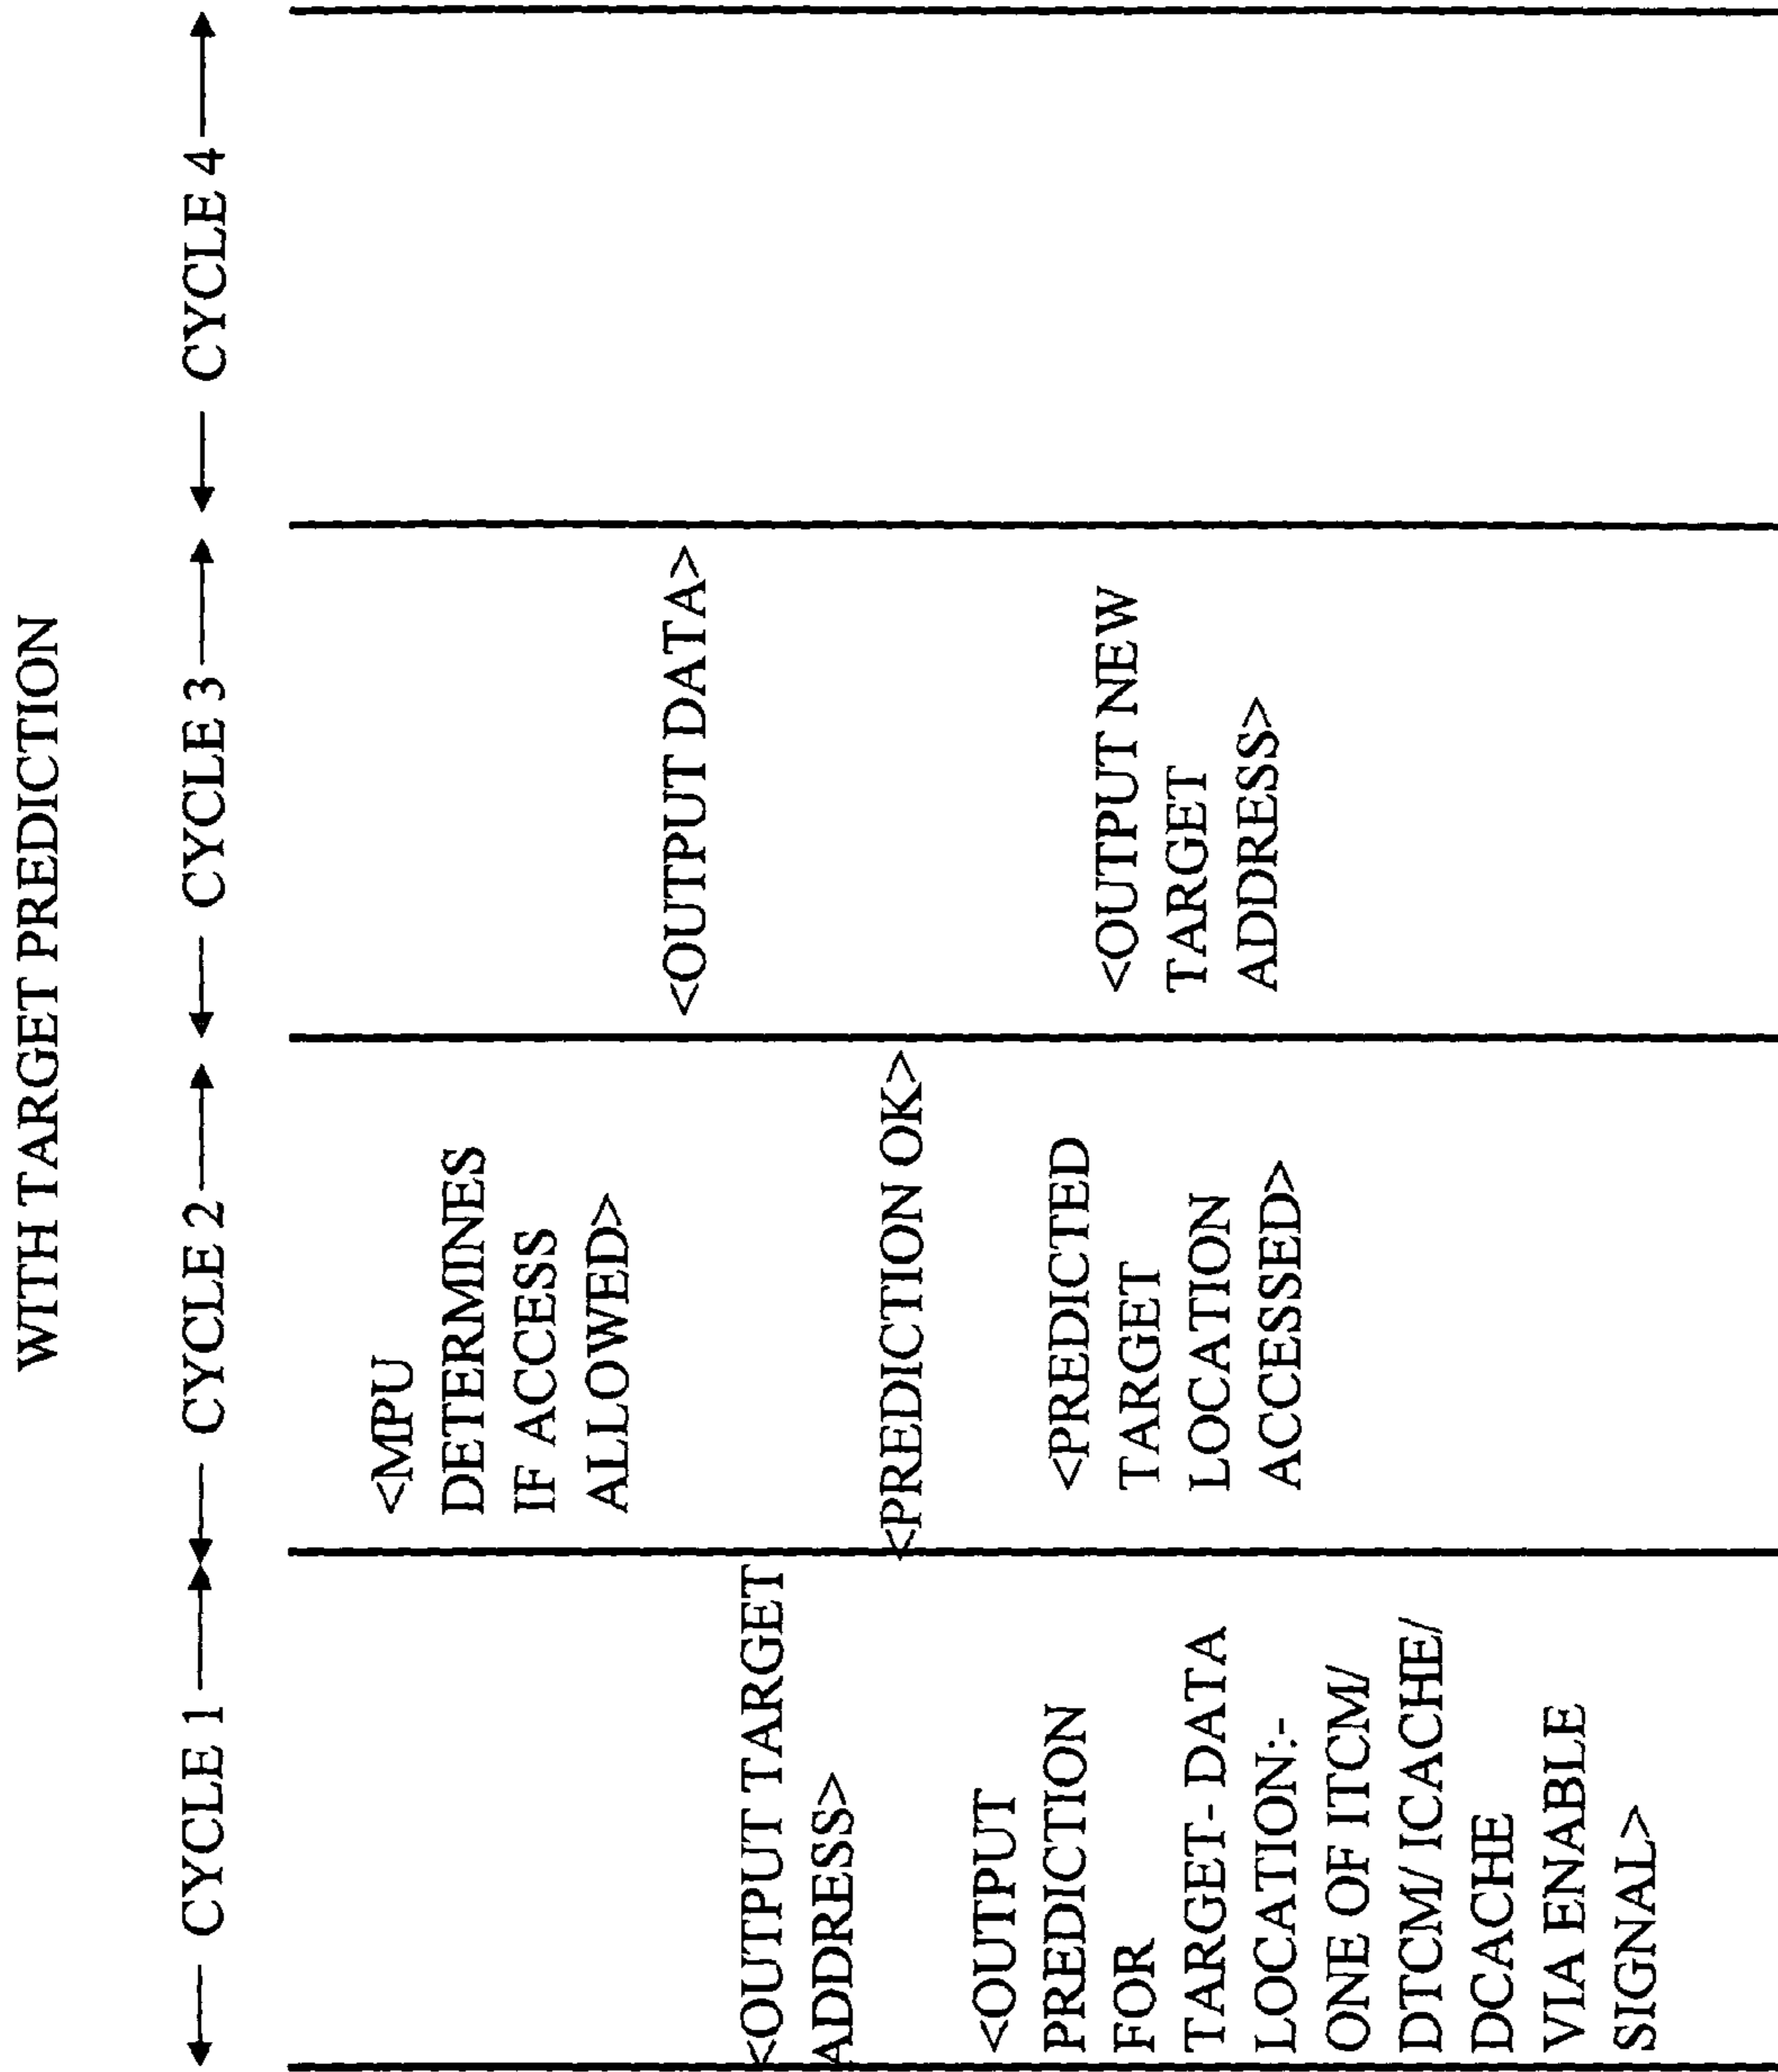 WITH TARGET PREDICTION
CYCLE 1
CYCLE 2
CYCLE 3
CYCLE 4
<OUTPUT TARGET
ADDRESS>
<OUTPUT
PREDICTION
FOR
TARGET- DATA
LOCATION:-
ONE OF ITCM/
DTCM/ ICACHE/
DCACHE
VIA ENABLE
SIGNAL>
<MPU
DETERMINES
IF ACCESS
ALLOWED>
<PREDICTION OK>
<PREDICTED
TARGET
LOCATION
ACCESSED>
<OUTPUT DATA>
<OUTPUT NEW
TARGET
ADDRESS>